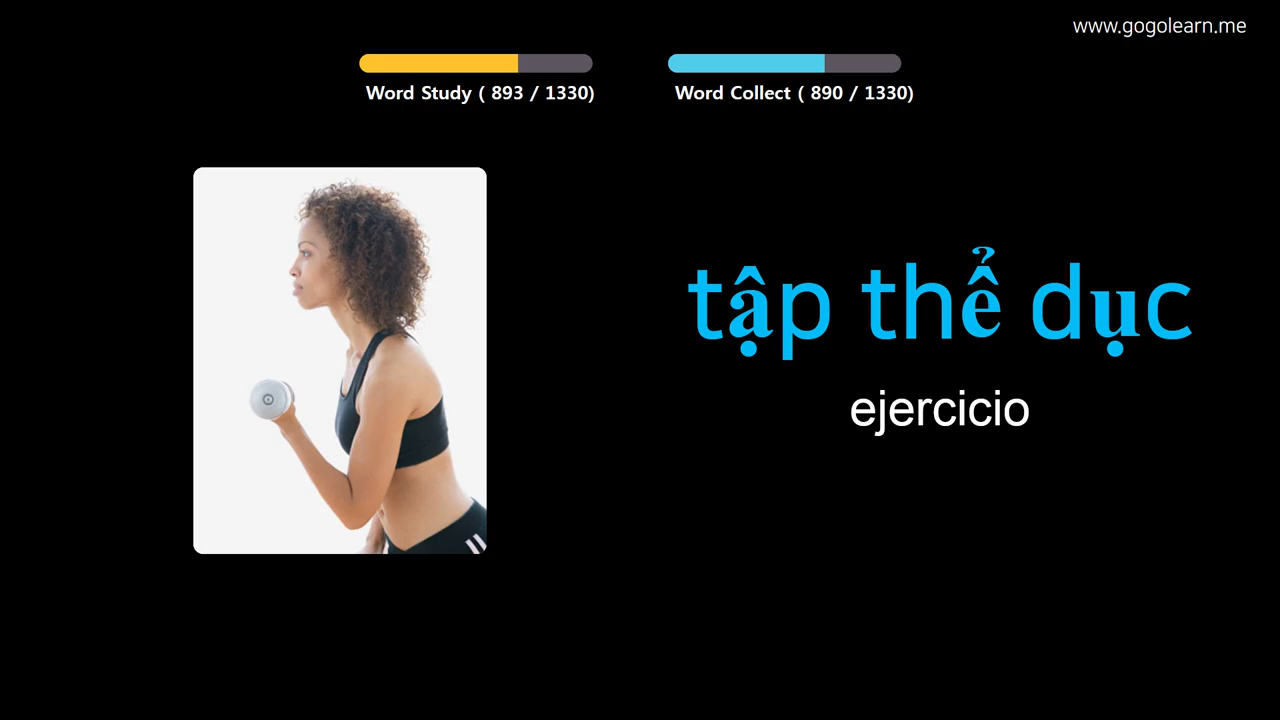 www.gogolearn.me
Word Study ( 893 / 1330)
Word Collect ( 890 / 1330)
tập thể dục
ejercicio